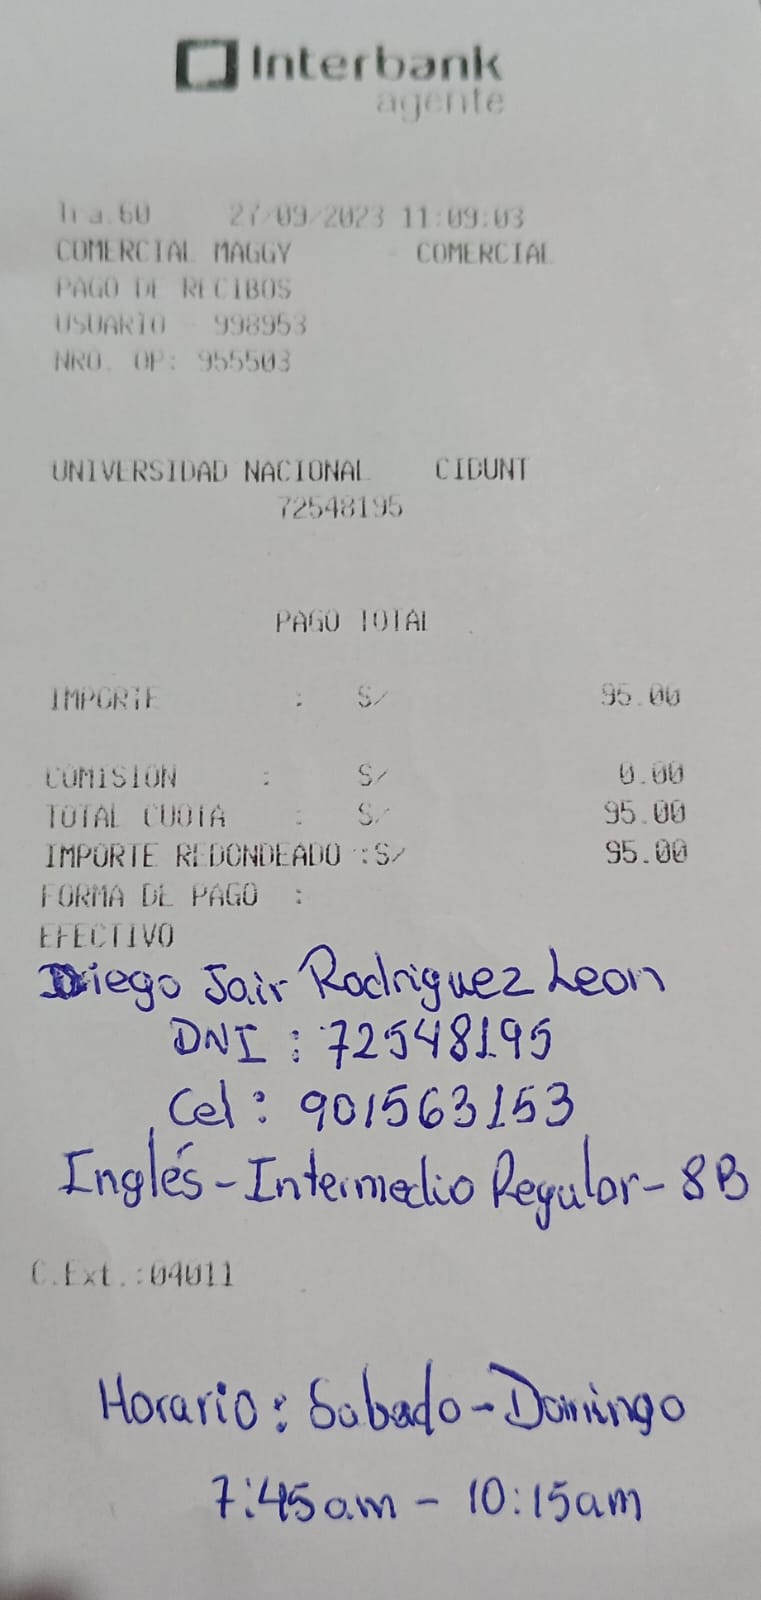 Interbank
agente
Tra.60 27/09/2023 11:09:03
COMERCIAL MAGGY - COMERCIAL
PAGO DE RECIBOS
USUARIO - 998953
NRO. OP: 955503
UNIVERSIDAD NACIONAL CIDUNT
72548195
PAGO TOTAL
IMPORTE : S/ 95.00
COMISION : S/ 0.00
TOTAL CUOTA : S/ 95.00
IMPORTE REDONDEADO :S/ 95.00
FORMA DE PAGO :
EFECTIVO
Diego Jair Rodriguez Leon
DNI : 72548195
Cel : 901563153
Inglés - Intermedio Regular - 8B
C.Ext.:04011
Horario : Sabado - Domingo
7:45am - 10:15am